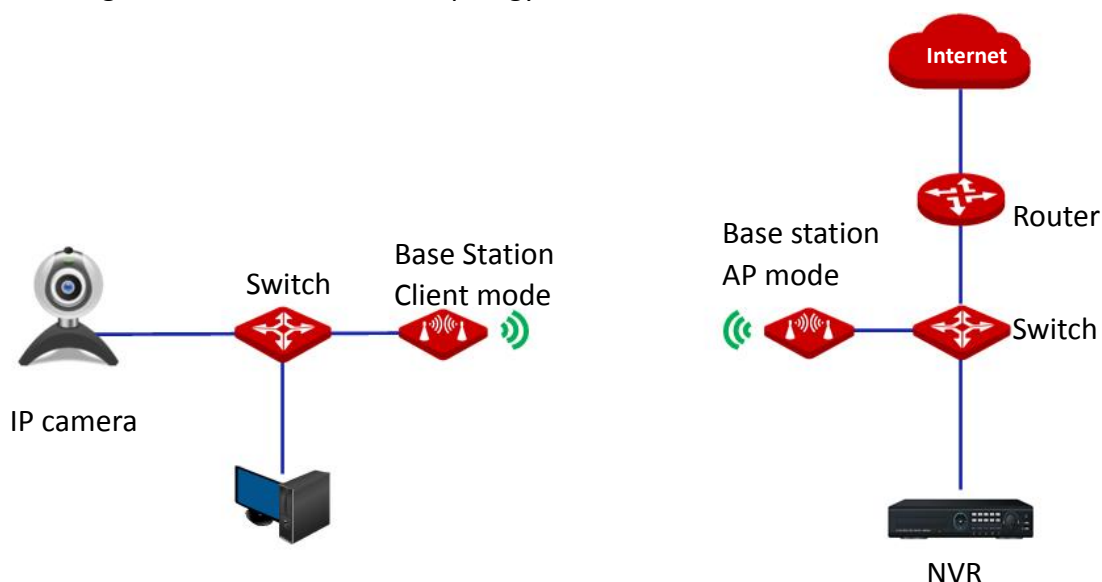 Internet
Router
Base station
AP mode
Base Station
Client mode
Switch
Switch
IP camera
NVR